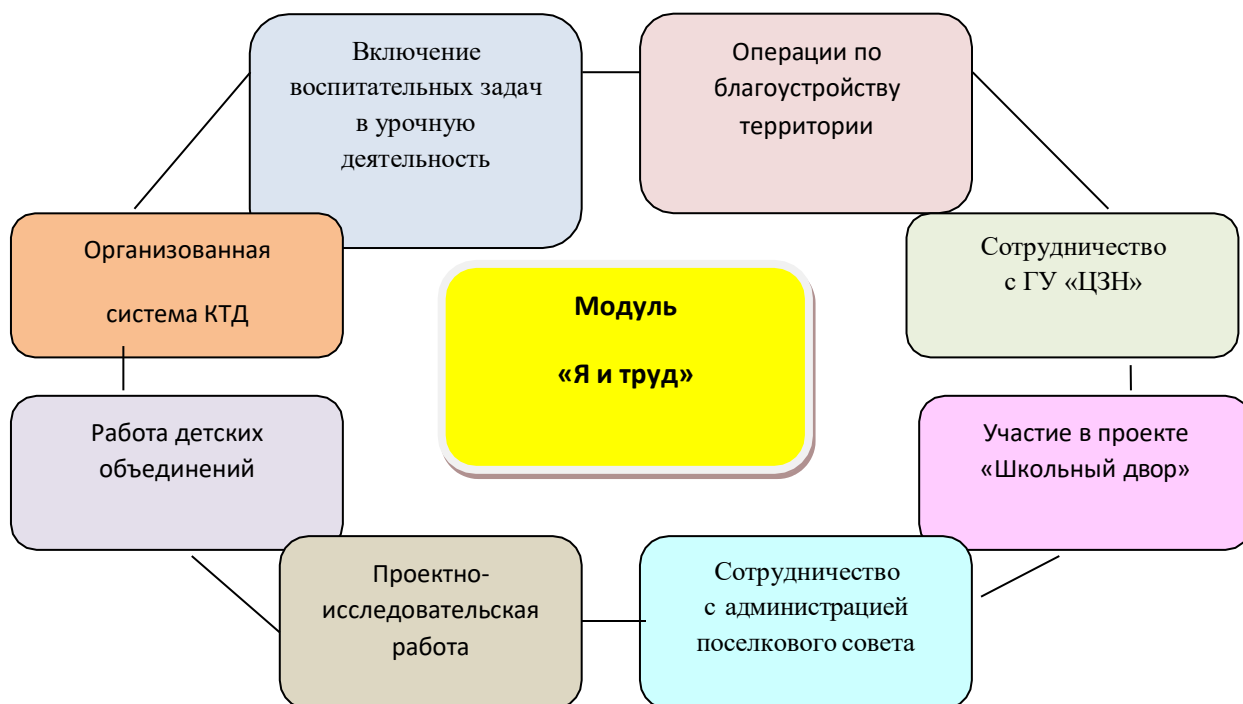 Включение
воспитательных задач
в урочную
деятельность
Операции по
благоустройству
территории
Организованная
система КТД
Сотрудничество
с ГУ «ЦЗН»
Модуль
«Я и труд»
Работа детских
объединений
Участие в проекте
«Школьный двор»
Проектно-
исследовательская
работа
Сотрудничество
с администрацией
поселкового совета